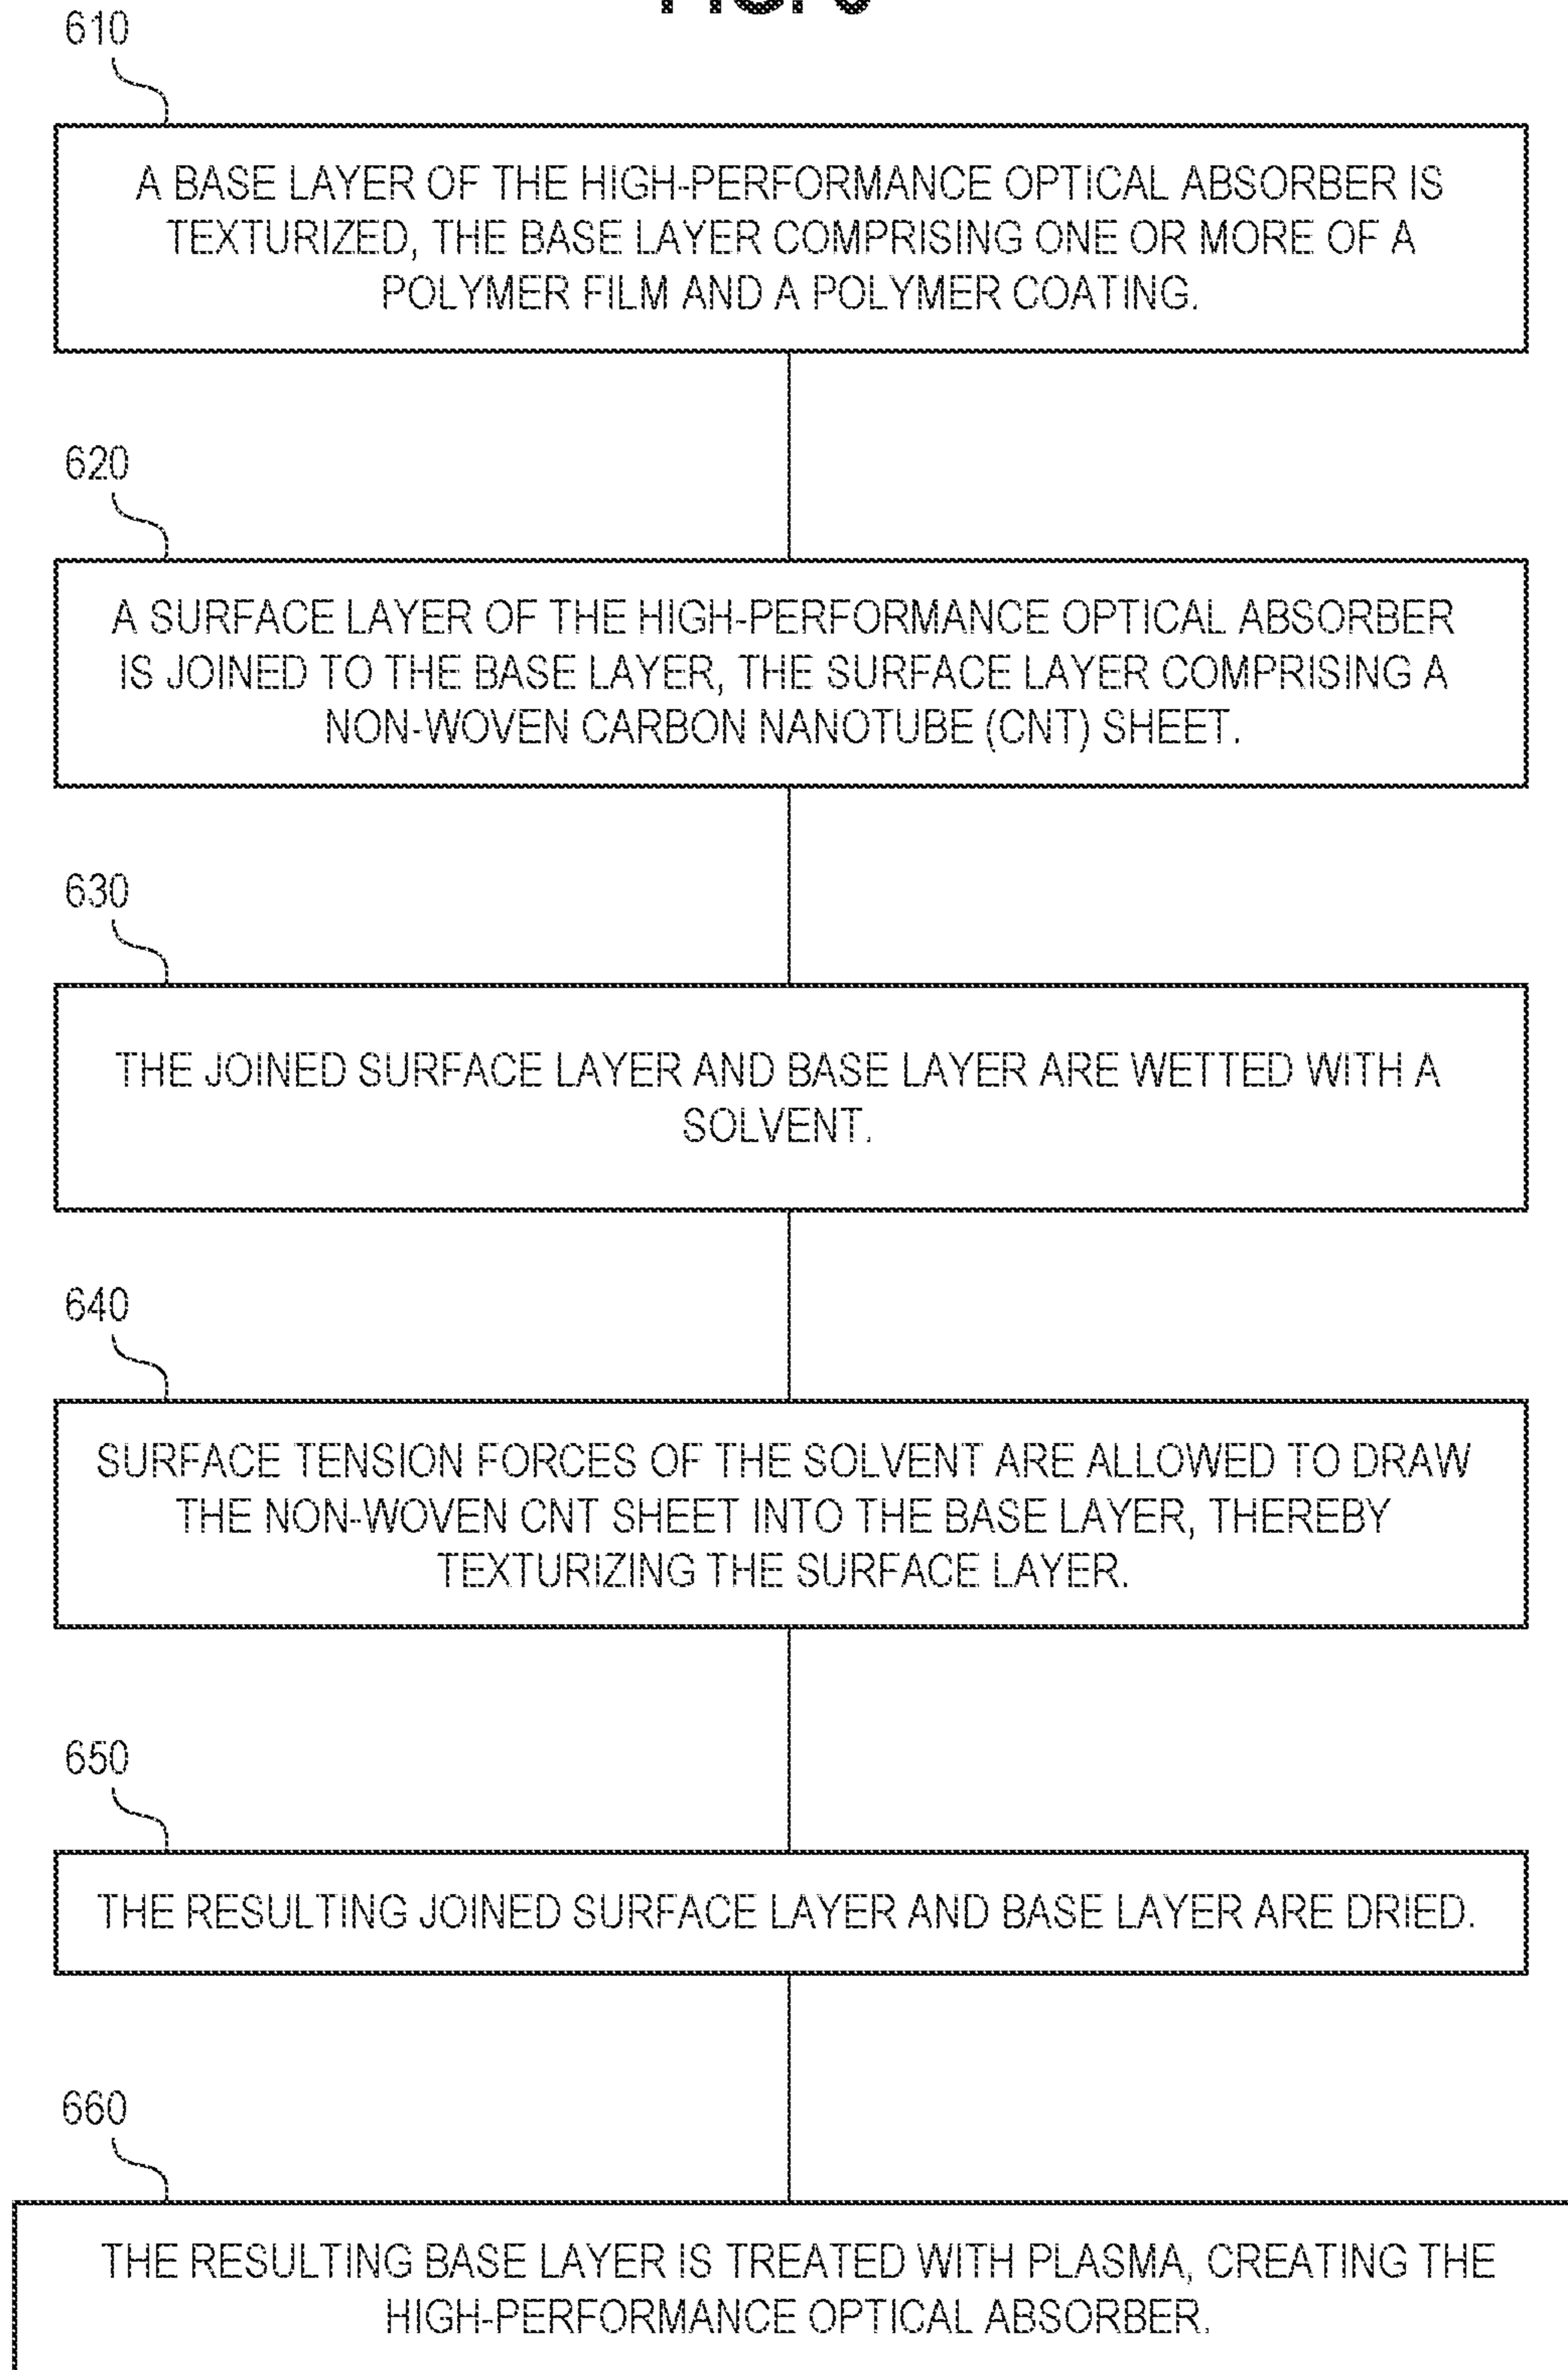 610
A BASE LAYER OF THE HIGH-PERFORMANCE OPTICAL ABSORBER IS
TEXTURIZED, THE BASE LAYER COMPRISING ONE OR MORE OF A
POLYMER FILM AND A POLYMER COATING.
620
A SURFACE LAYER OF THE HIGH-PERFORMANCE OPTICAL ABSORBER
IS JOINED TO THE BASE LAYER, THE SURFACE LAYER COMPRISING A
NON-WOVEN CARBON NANOTUBE (CNT) SHEET.
630
THE JOINED SURFACE LAYER AND BASE LAYER ARE WETTED WITH A
SOLVENT.
640
SURFACE TENSION FORCES OF THE SOLVENT ARE ALLOWED TO DRAW
THE NON-WOVEN CNT SHEET INTO THE BASE LAYER, THEREBY
TEXTURIZING THE SURFACE LAYER.
650
THE RESULTING JOINED SURFACE LAYER AND BASE LAYER ARE DRIED.
660
THE RESULTING BASE LAYER IS TREATED WITH PLASMA, CREATING THE
HIGH-PERFORMANCE OPTICAL ABSORBER.